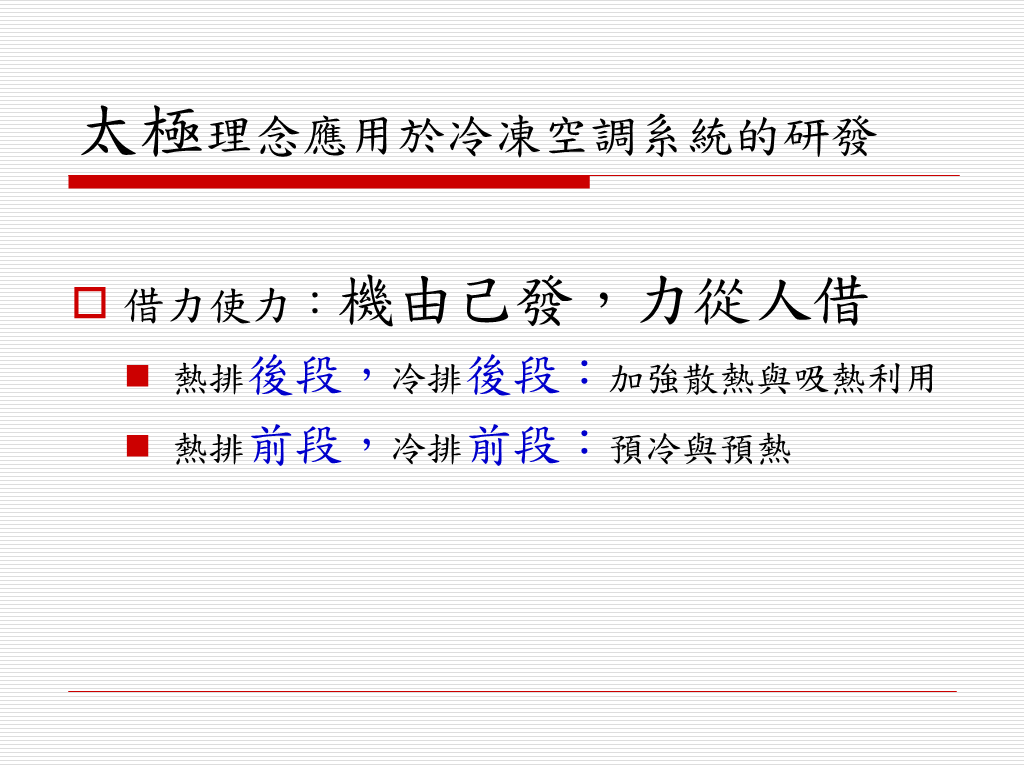 太極理念應用於冷凍空調系統的研發
借力使力：機由己發，力從人借
熱排後段，冷排後段：加強散熱與吸熱利用
熱排前段，冷排前段：預冷與預熱